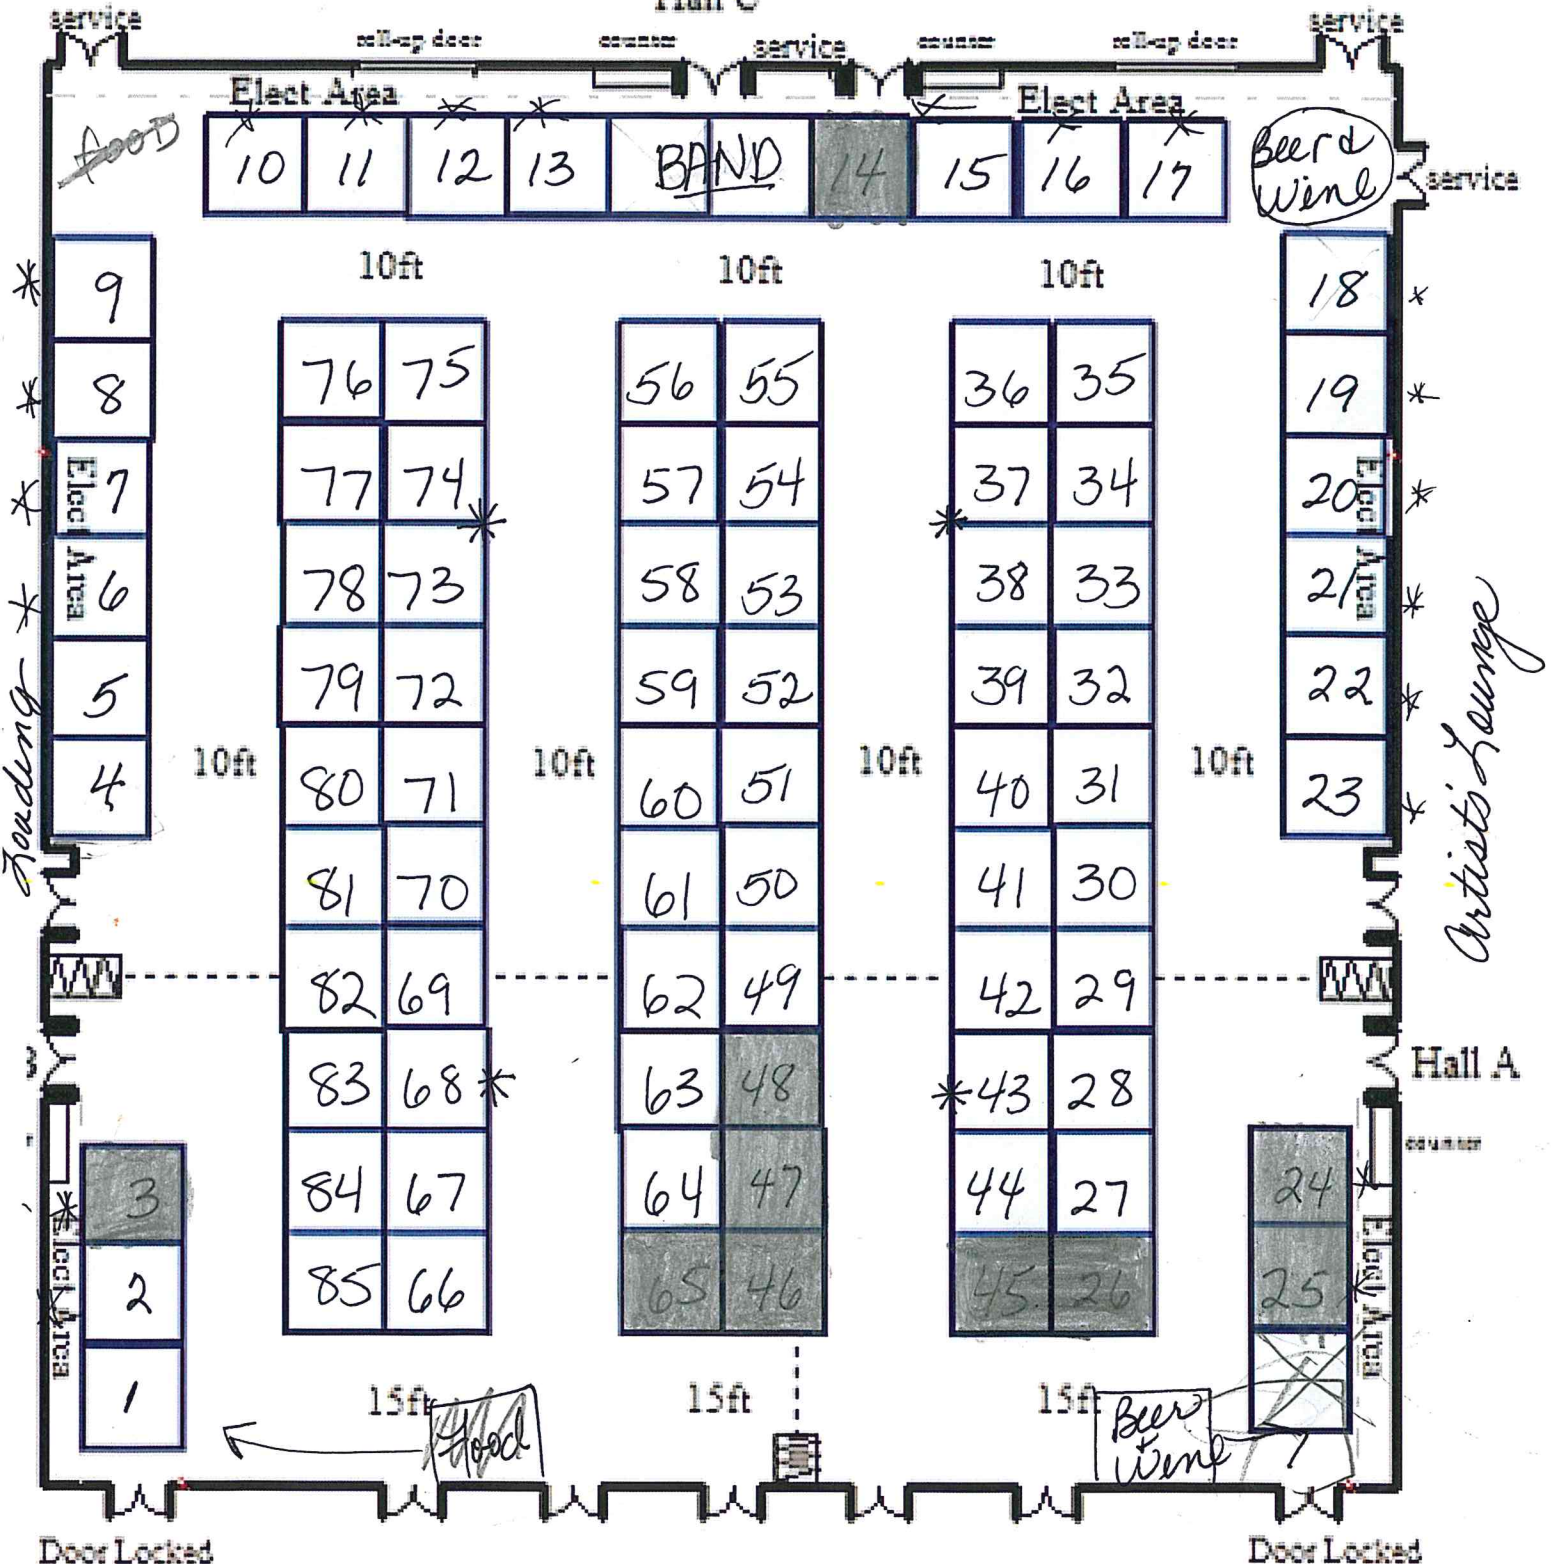 Hall C
service
service
roll-up door
counter
service
counter
roll-up door
Elect Area
Elect Area
food
10 11 12 13 BAND 14 15 16 17
Beer &
Wine
service
10ft 10ft 10ft
9
8
7
6
5
4
Elect Area
Loading
76 75
77 74
78 73
79 72
80 71
81 70
82 69
83 68
84 67
85 66
56 55
57 54
58 53
59 52
60 51
61 50
62 49
63 48
64 47
65 46
36 35
37 34
38 33
39 32
40 31
41 30
42 29
43 28
44 27
45 26
18
19
20
21
22
23
Elect Area
Artist's Lounge
10ft 10ft 10ft 10ft
Hall A
counter
3
2
1
Elect Area
24
25
Elect Area
15ft 15ft 15ft
Food
Beer
+
Wine
Door Locked
Door Locked